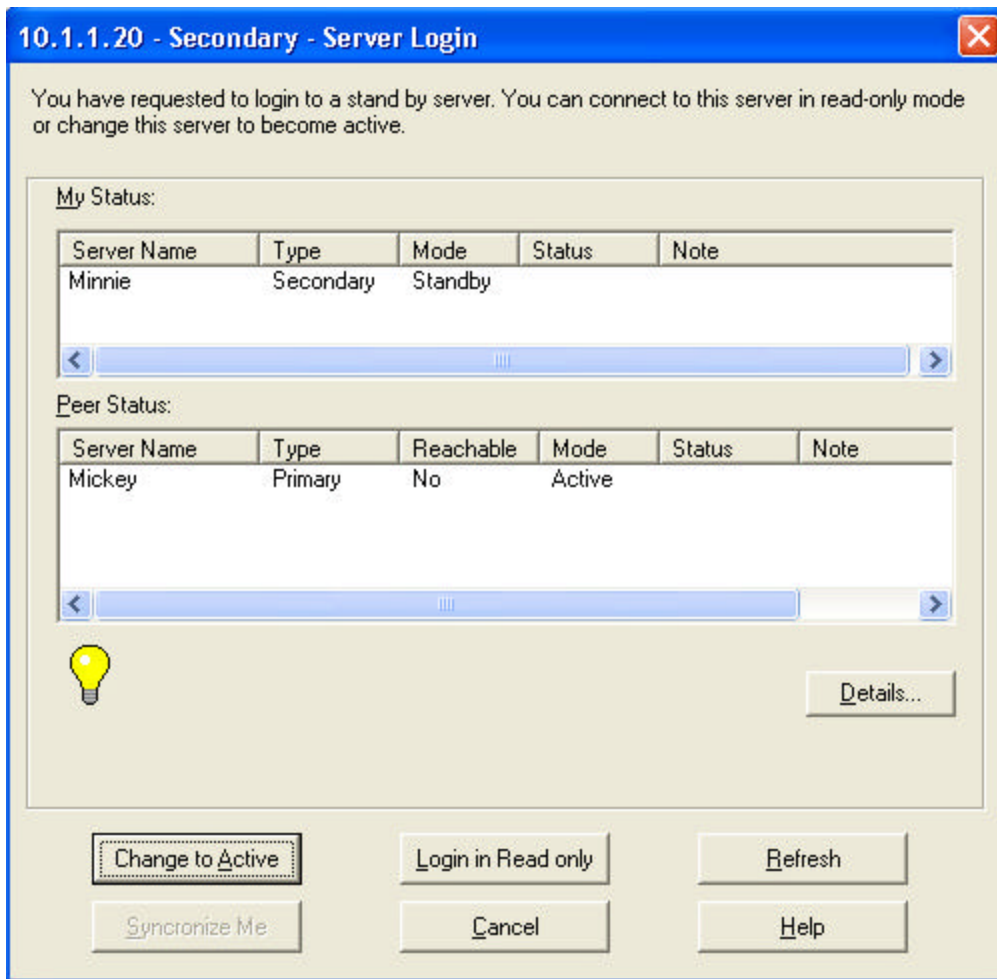 10.1.1.20 - Secondary - Server Login
You have requested to login to a stand by server. You can connect to this server in read-only mode
or change this server to become active.
My Status:
Server Name Type Mode Status Note
Minnie Secondary Standby
Peer Status:
Server Name Type Reachable Mode Status Note
Mickey Primary No Active
Details...
Change to Active Login in Read only Refresh
Syncronize Me Cancel Help